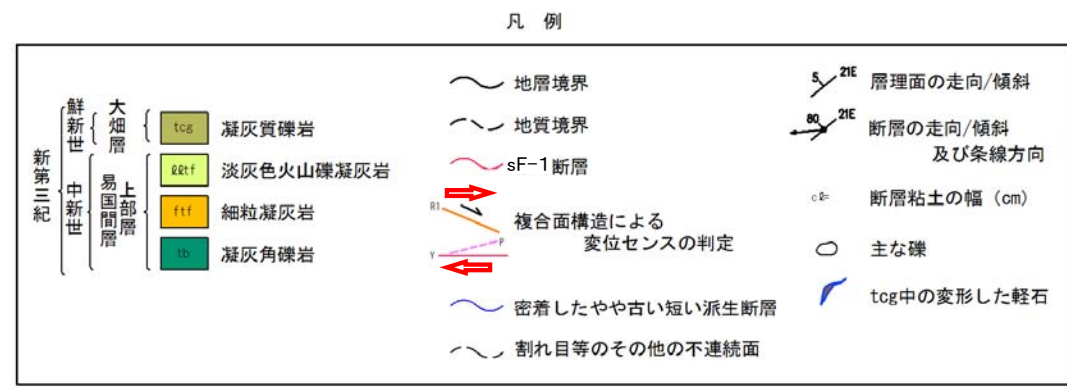 凡 例
新第三紀
鮮新世
大畑層
tcg
凝灰質礫岩
中新世
易国間層
上部層
ℓℓtf
淡灰色火山礫凝灰岩
ftf
細粒凝灰岩
tb
凝灰角礫岩
地層境界
地質境界
sF-1断層
R1
P
Y
複合面構造による
変位センスの判定
密着したやや古い短い派生断層
割れ目等のその他の不連続面
5 21E
層理面の走向/傾斜
80 21E
断層の走向/傾斜
及び条線方向
cℓ=
断層粘土の幅 (cm)
主な礫
tcg中の変形した軽石